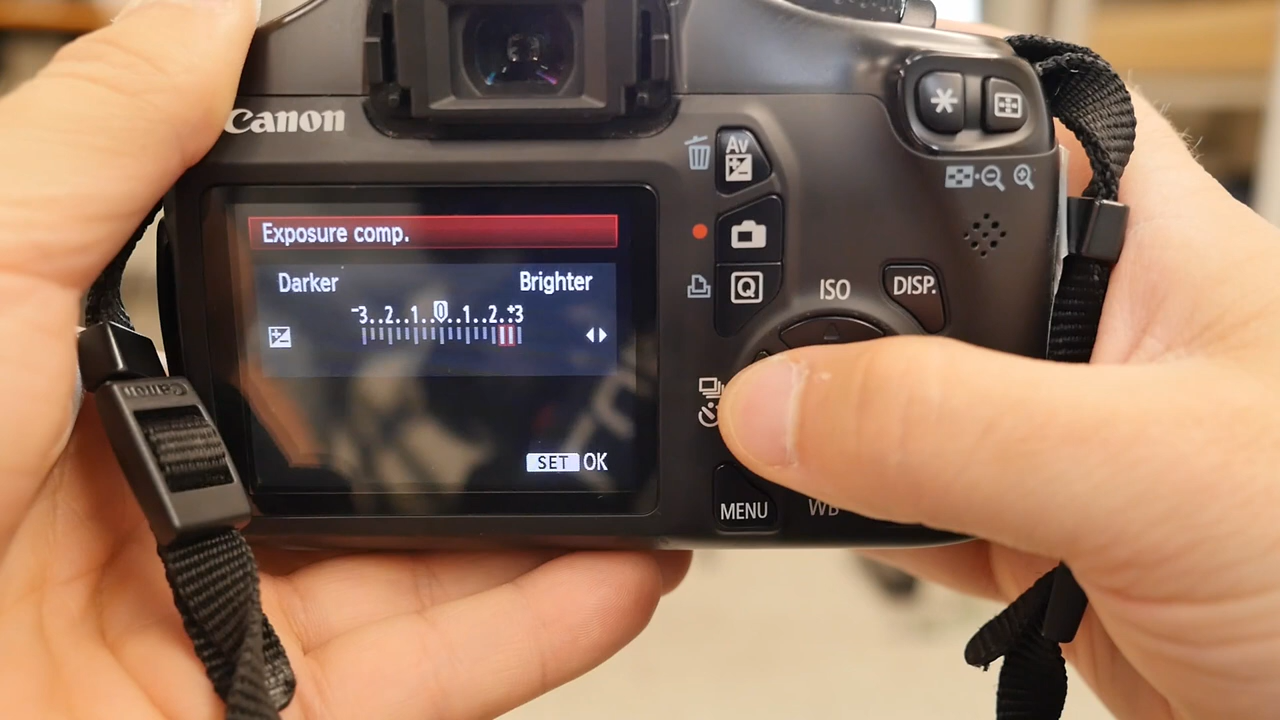 Canon
Exposure comp.
Darker Brighter
-3..2..1..0..1..2..+3
SET OK
Av
Q
ISO
DISP.
MENU
WB
Canon